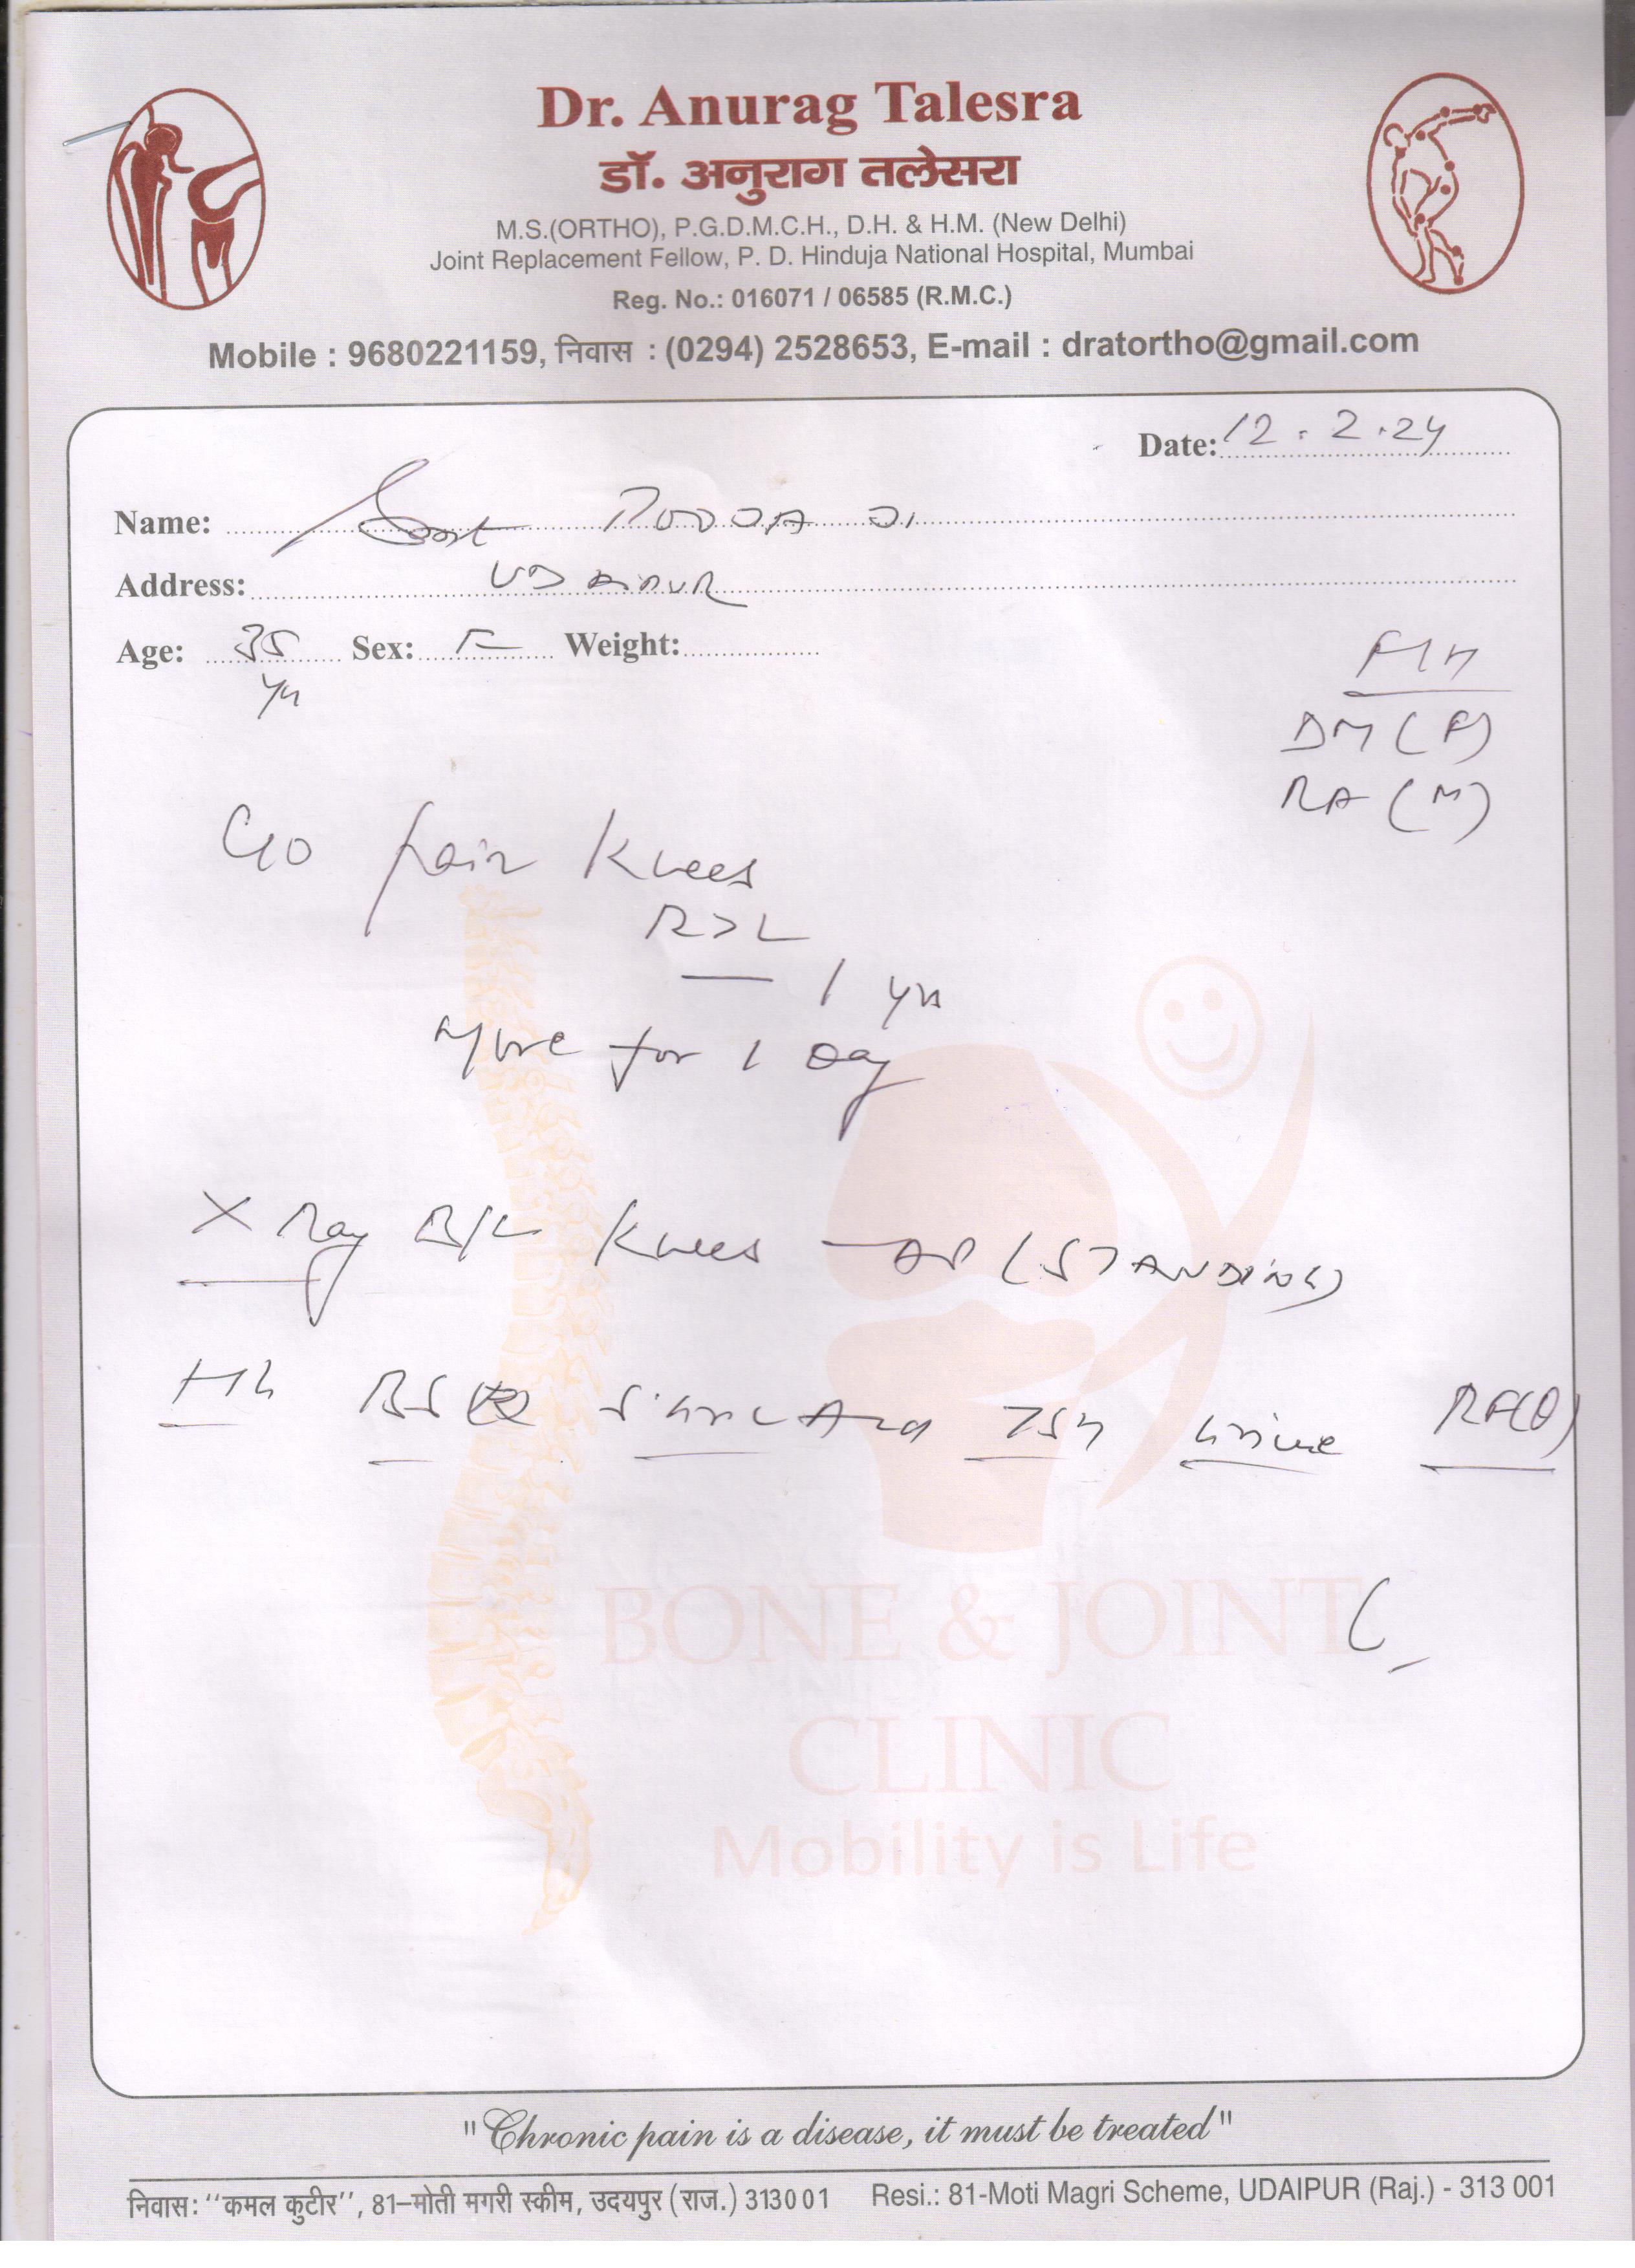 Dr. Anurag Talesra
डॉ. अनुराग तलेसरा
M.S.(ORTHO), P.G.D.M.C.H., D.H. & H.M. (New Delhi)
Joint Replacement Fellow, P. D. Hinduja National Hospital, Mumbai
Reg. No.: 016071 / 06585 (R.M.C.)
Mobile : 9680221159, निवास : (0294) 2528653, E-mail : dratortho@gmail.com
Date: 12.2.24
Name: Smt
Address: UDAIPUR
Age: 35 yr Sex: F Weight:
F/H
DM (F)
RA (M)
C/O pain Knees
R>L
1 yr
More for 1 Day
X Ray B/L Knees - AP (STANDING)
Hb BSR S. Uric Acid TSH Urine RF(Q)
BONE & JOINT
CLINIC
Mobility is Life
"Chronic pain is a disease, it must be treated"
निवास: ‘‘कमल कुटीर’’, 81–मोती मगरी स्कीम, उदयपुर (राज.) 313001 Resi.: 81-Moti Magri Scheme, UDAIPUR (Raj.) - 313 001